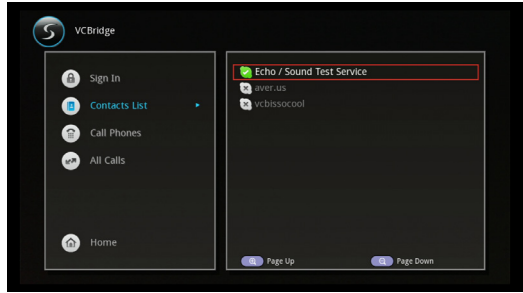 VCBridge
Sign In
Contacts List
Call Phones
All Calls
Home
Echo / Sound Test Service
aver.us
vcbissocool
Page Up
Page Down